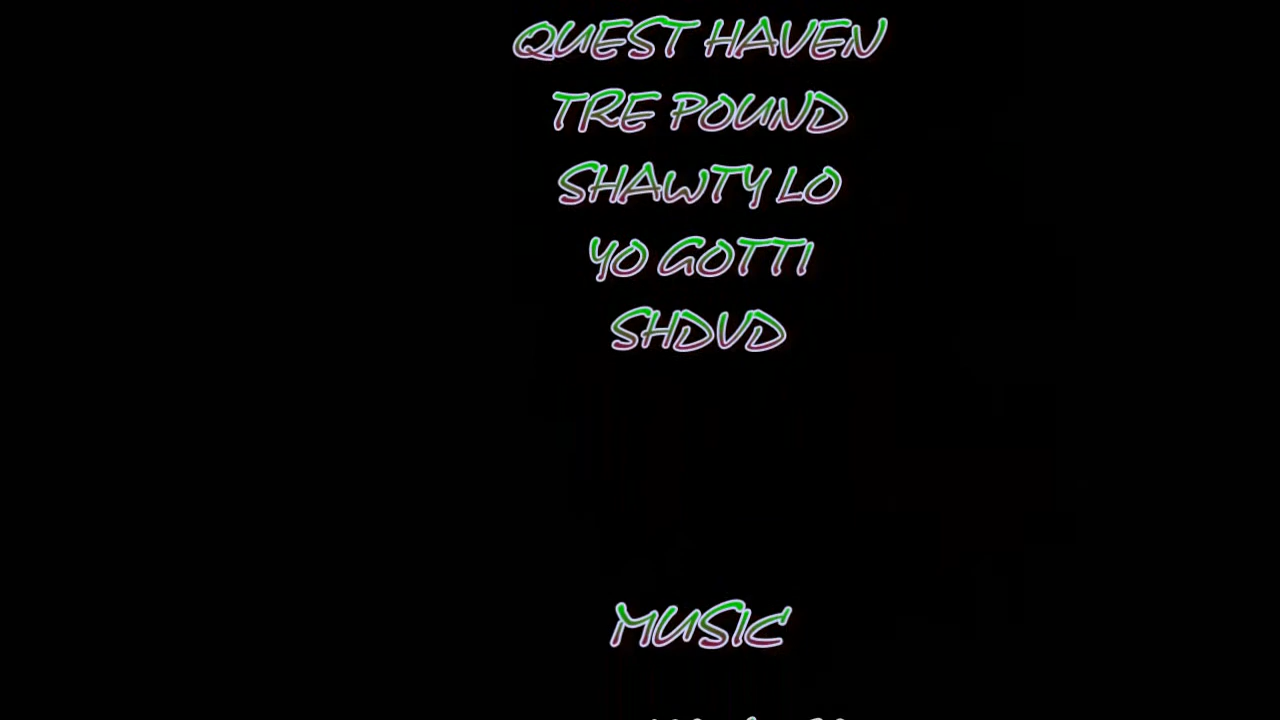 QUEST HAVEN
TRE POUND
SHAWTY LO
YO GOTTI
SHDVD
MUSIC